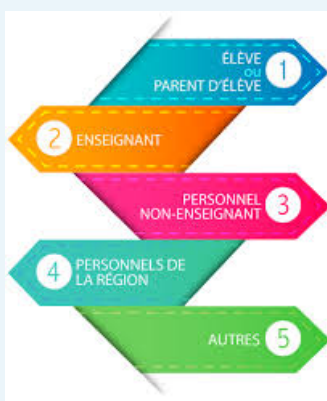 ÉLÈVE
ou
PARENT D'ÉLÈVE
1
2
ENSEIGNANT
PERSONNEL
NON-ENSEIGNANT
3
4
PERSONNELS DE
LA RÉGION
AUTRES
5